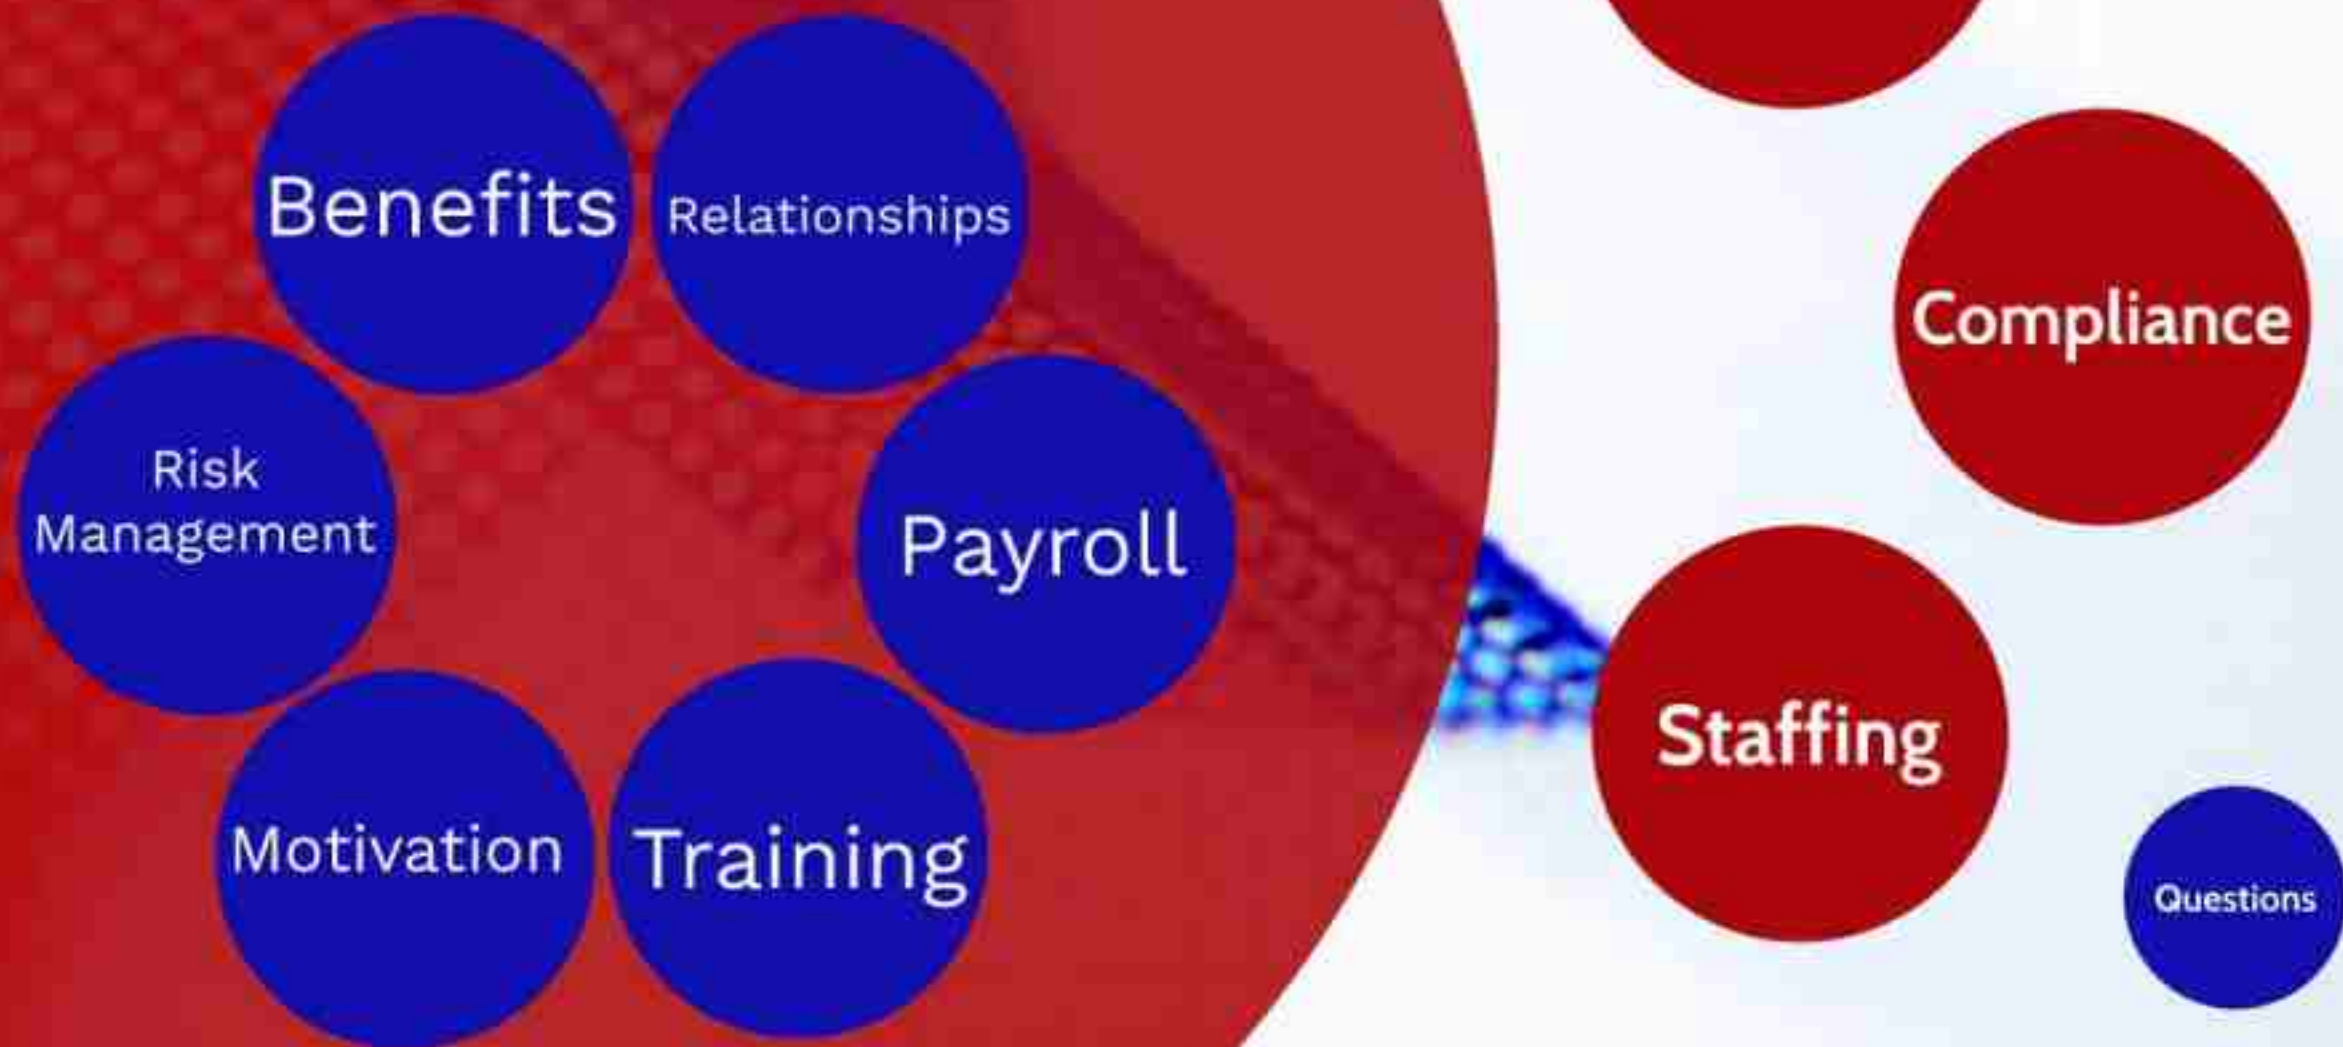 Benefits
Relationships
Compliance
Risk
Management
Payroll
Staffing
Motivation
Training
Questions